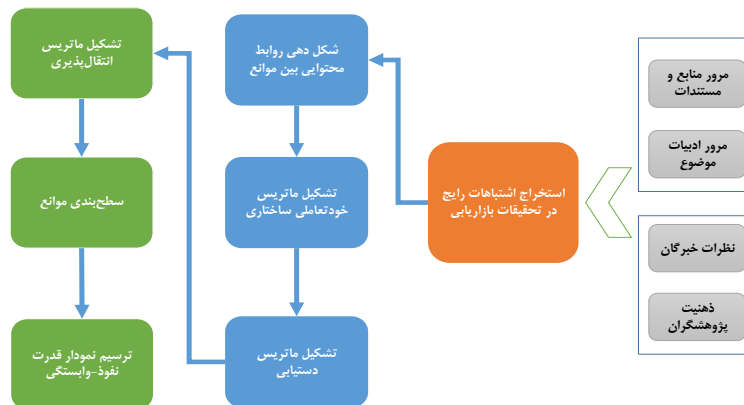 مرور منابع و
مستندات
مرور ادبیات
موضوع
نظرات خبرگان
ذهنیت
پژوهشگران
استخراج اشتباهات رایج
در تحقیقات بازاریابی
شکل دهی روابط
محتوایی بین موانع
تشکیل ماتریس
خودتعاملی ساختاری
تشکیل ماتریس
دستیابی
تشکیل ماتریس
انتقال‌پذیری
سطح‌بندی موانع
ترسیم نمودار قدرت
نفوذ-وابستگی